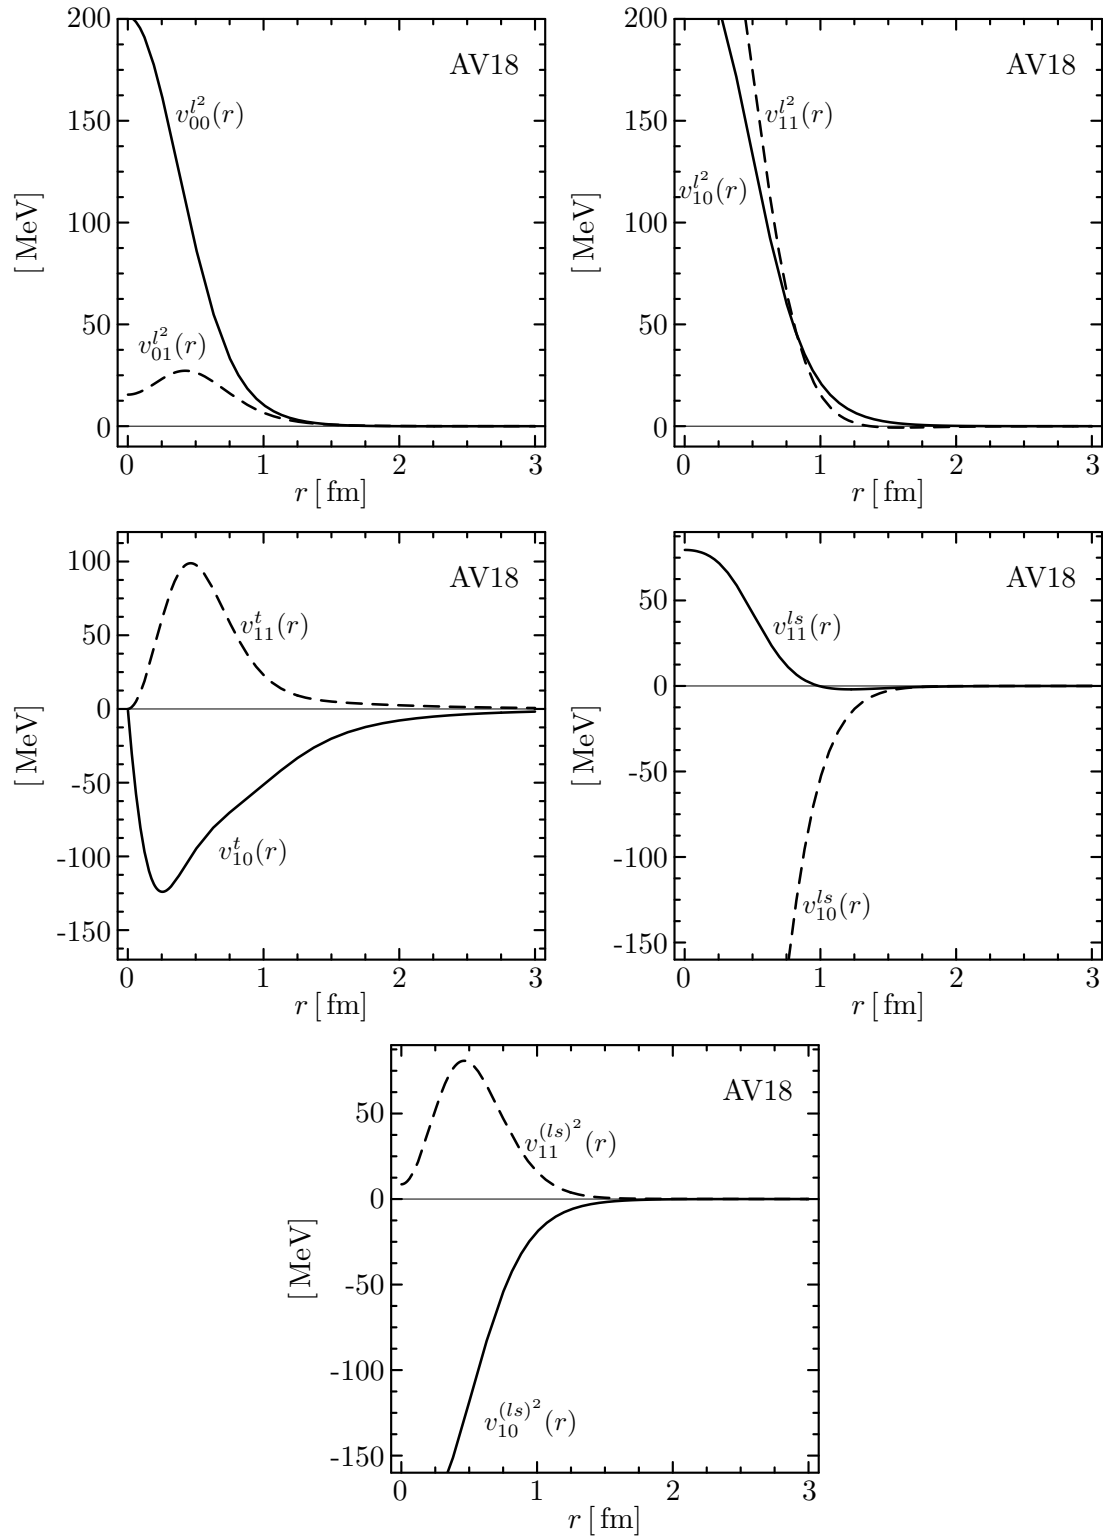 200
150
100
50
0
[MeV]
AV18
v_{00}^{l^2}(r)
v_{01}^{l^2}(r)
0 1 2 3
r [fm]
200
150
100
50
0
[MeV]
AV18
v_{11}^{l^2}(r)
v_{10}^{l^2}(r)
0 1 2 3
r [fm]
100
50
0
-50
-100
-150
[MeV]
AV18
v_{11}^{t}(r)
v_{10}^{t}(r)
0 1 2 3
r [fm]
50
0
-50
-100
-150
[MeV]
AV18
v_{11}^{ls}(r)
v_{10}^{ls}(r)
0 1 2 3
r [fm]
50
0
-50
-100
-150
[MeV]
AV18
v_{11}^{(ls)^2}(r)
v_{10}^{(ls)^2}(r)
0 1 2 3
r [fm]